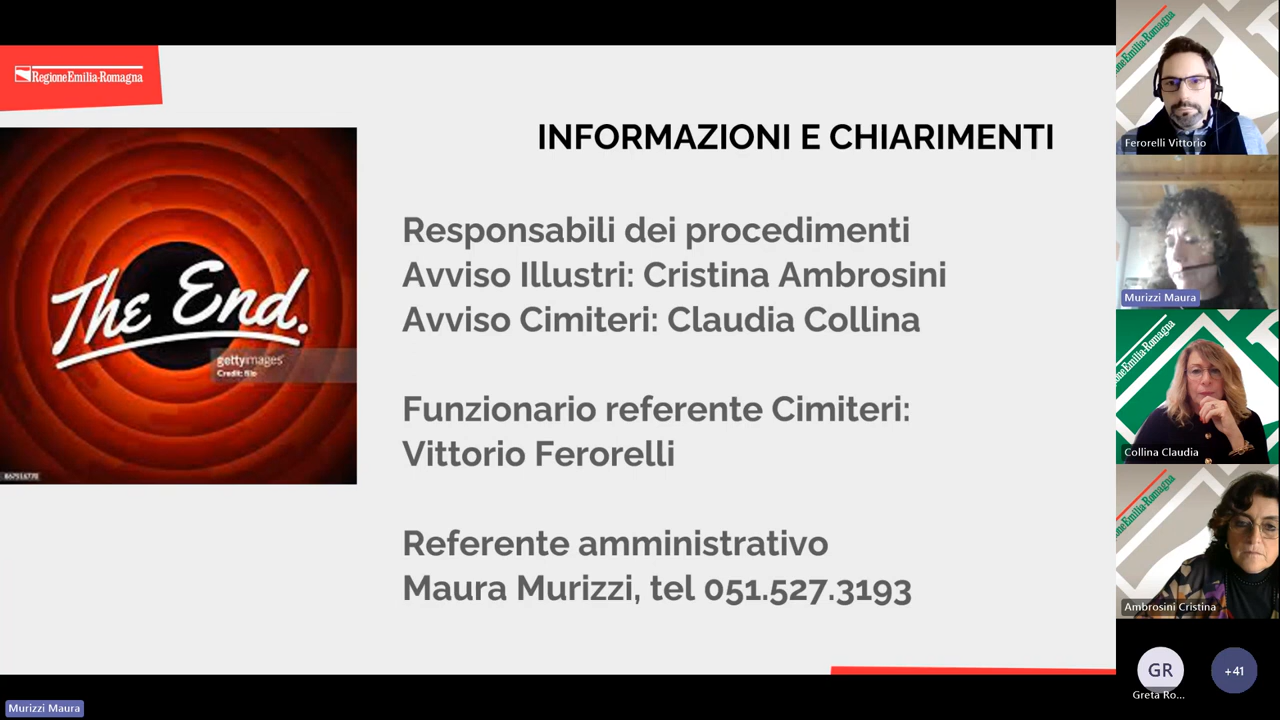 RegioneEmilia-Romagna
INFORMAZIONI E CHIARIMENTI
The End.
gettyimages
Credit: filo
Responsabili dei procedimenti
Avviso Illustri: Cristina Ambrosini
Avviso Cimiteri: Claudia Collina
Funzionario referente Cimiteri:
Vittorio Ferorelli
Referente amministrativo
Maura Murizzi, tel 051.527.3193
Murizzi Maura
Ferorelli Vittorio
Murizzi Maura
Collina Claudia
Ambrosini Cristina
GR
+41
Greta Ro...